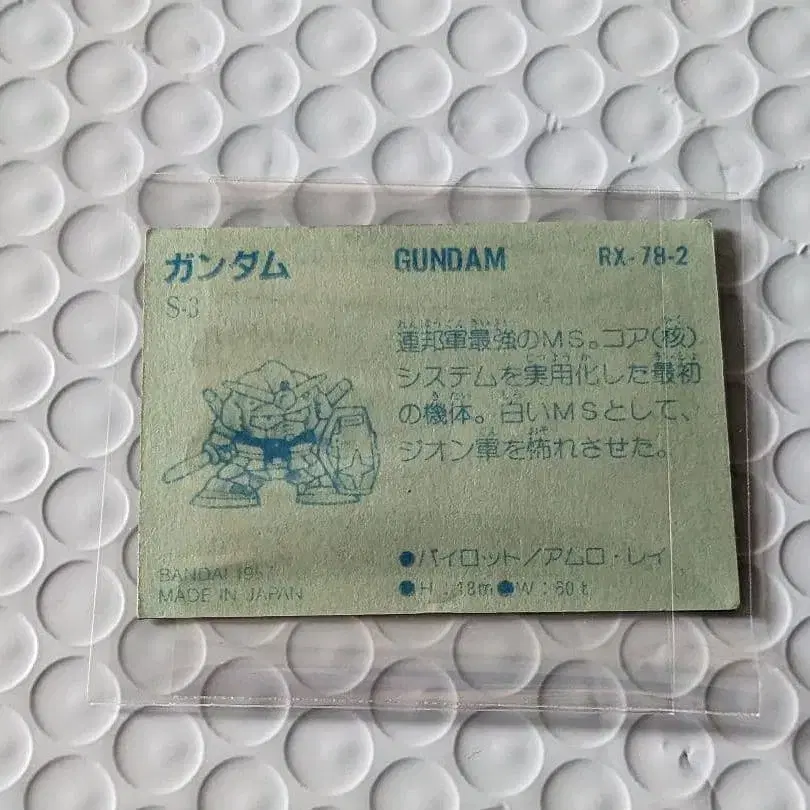 ガンダム GUNDAM RX-78-2
S-3
連邦軍最強のMS。コア(核)
システムを実用化した最初
の機体。白いMSとして、
ジオン軍を怖れさせた。
●パイロット/アムロ・レイ
●H:18m●W:60t
BANDAI
MADE IN JAPAN